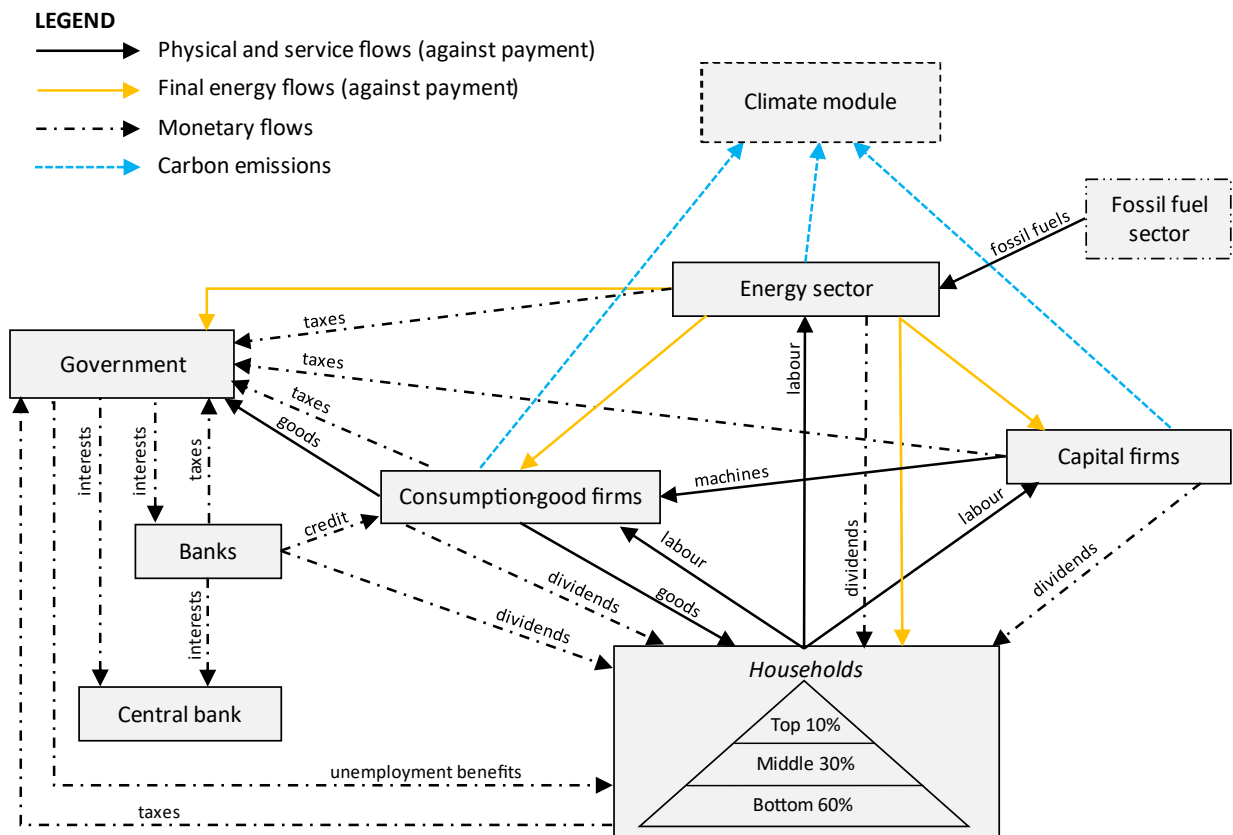 LEGEND
Physical and service flows (against payment)
Final energy flows (against payment)
Monetary flows
Carbon emissions
Climate module
Fossil fuel
sector
fossil fuels
Energy sector
taxes
Government
taxes
labour
taxes
goods
Capital firms
interests
interests
taxes
machines
Consumption-good firms
labour
credit
Banks
labour
dividends
dividends
dividends
goods
dividends
interests
Households
Central bank
Top 10%
Middle 30%
unemployment benefits
Bottom 60%
taxes